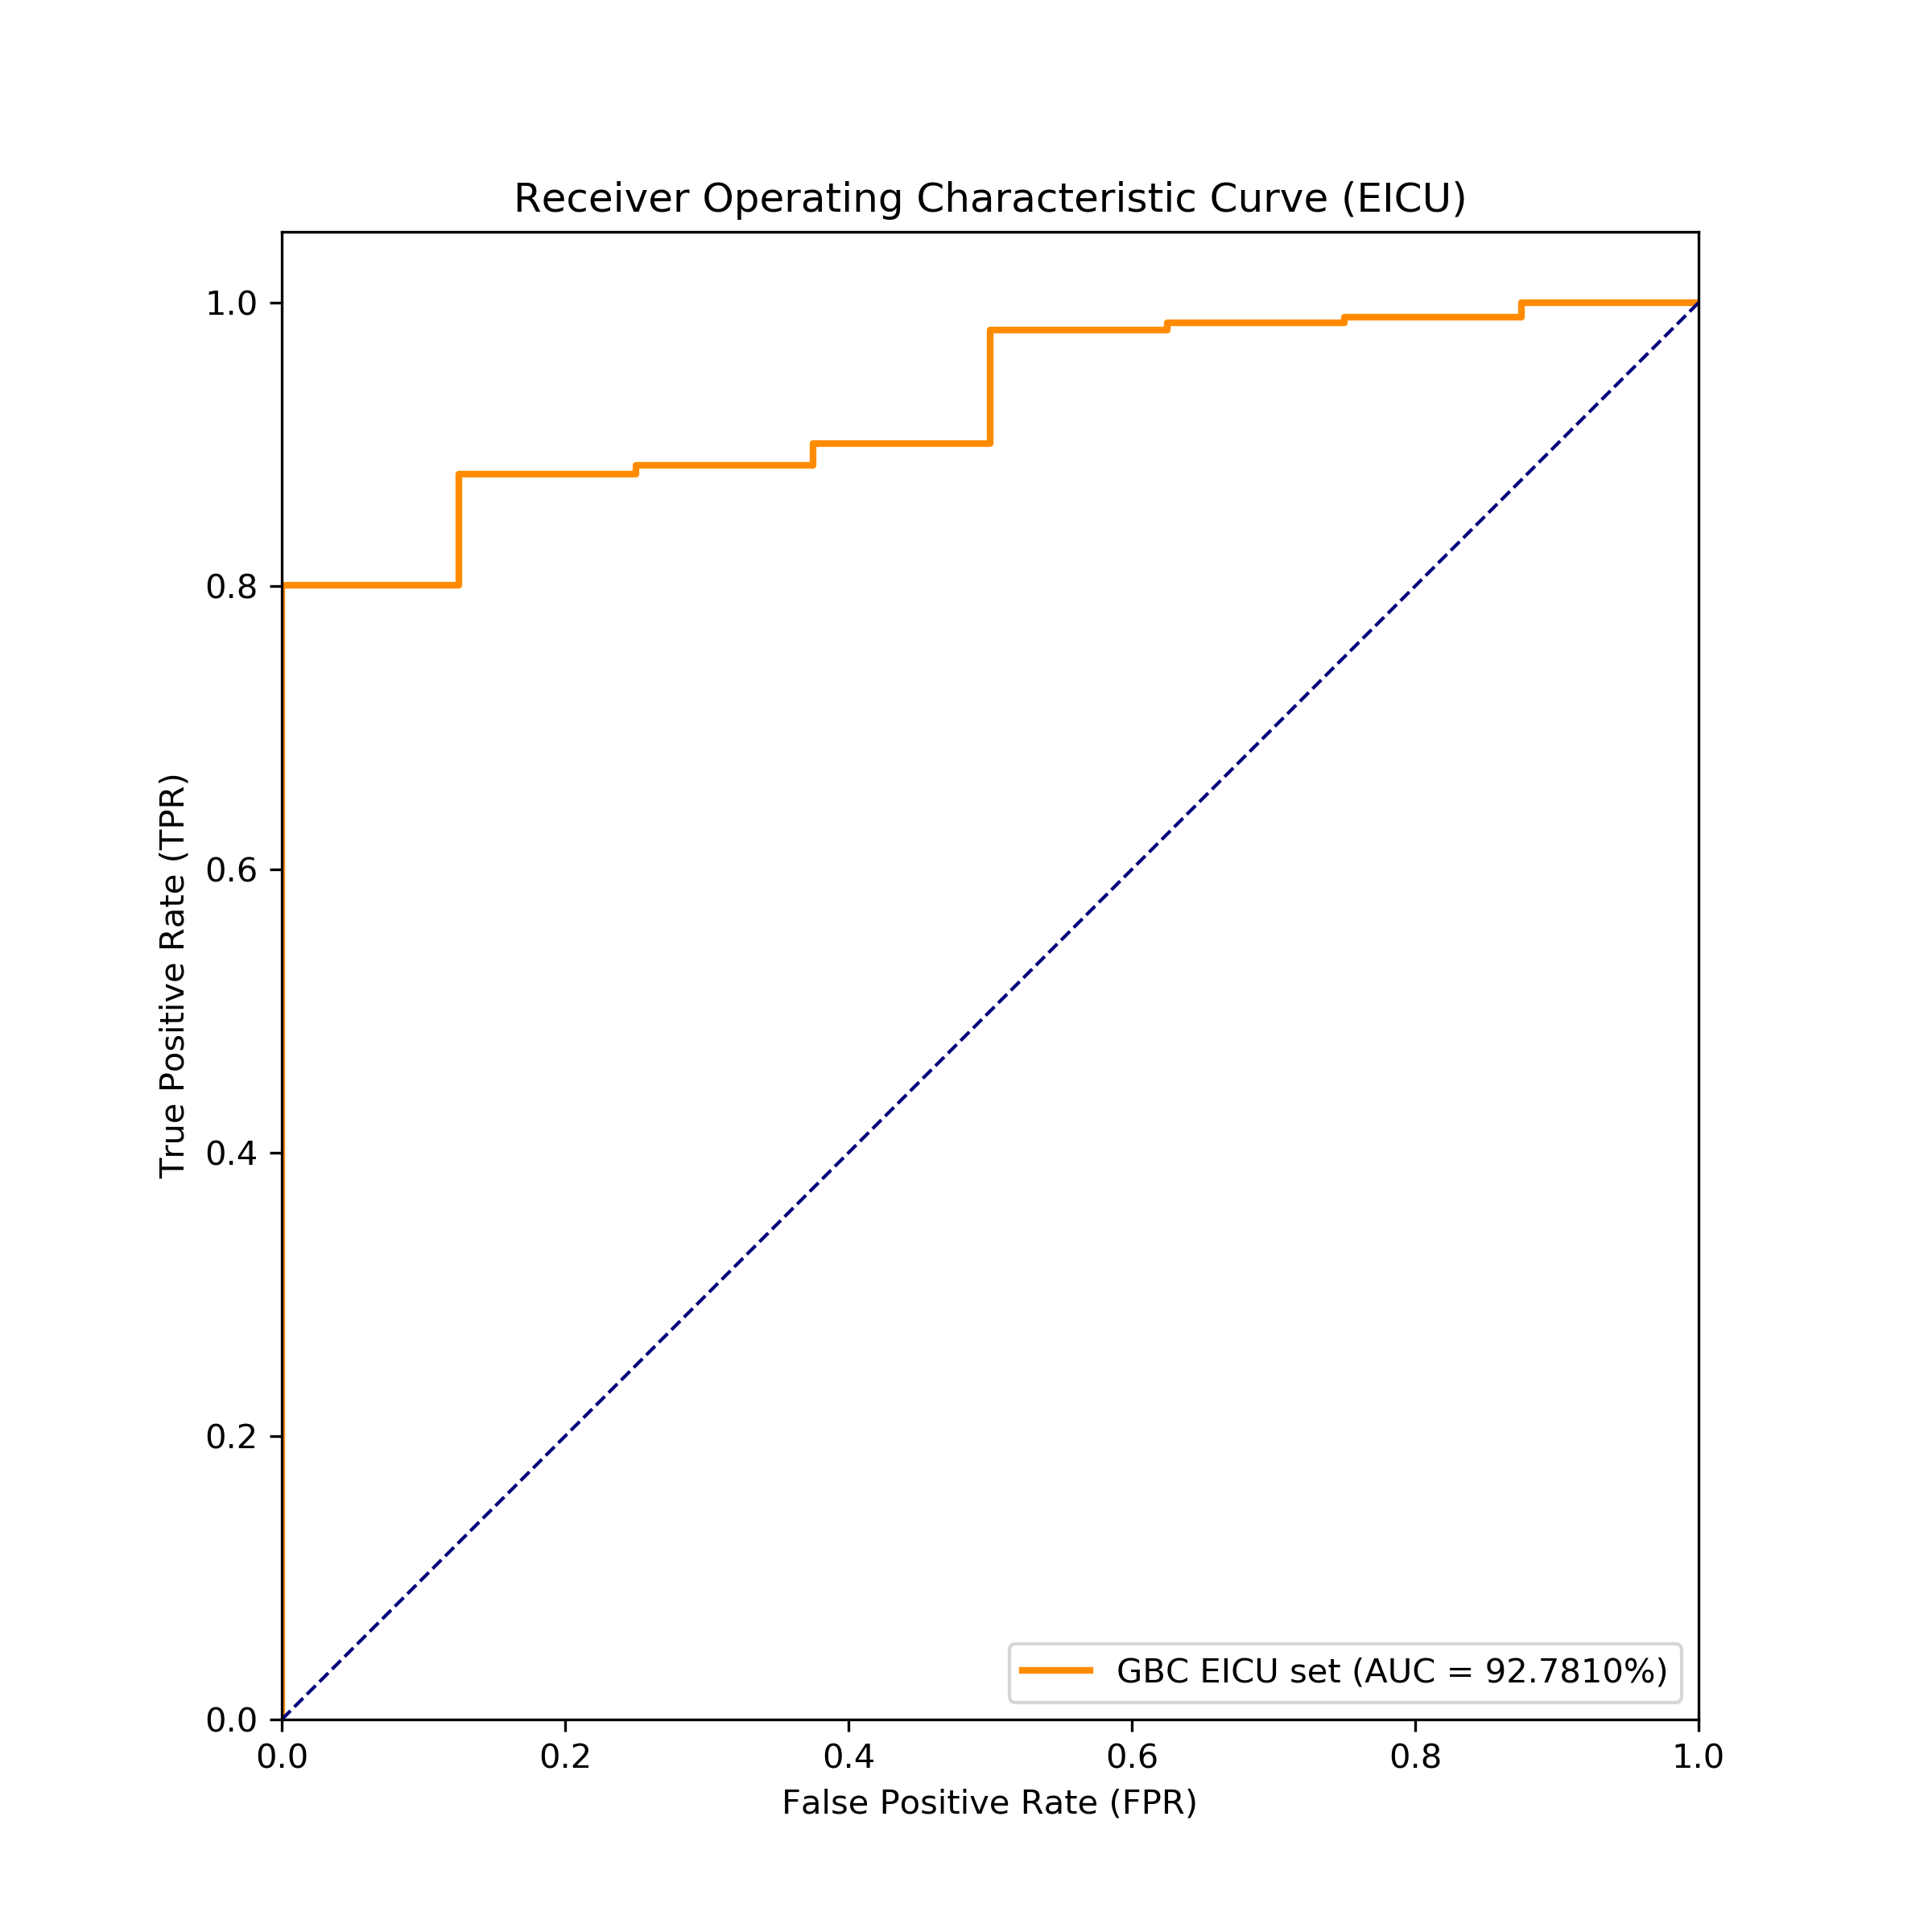 Receiver Operating Characteristic Curve (EICU)
1.0
0.8
0.6
0.4
0.2
0.0
True Positive Rate (TPR)
GBC EICU set (AUC = 92.7810%)
0.0 0.2 0.4 0.6 0.8 1.0
False Positive Rate (FPR)